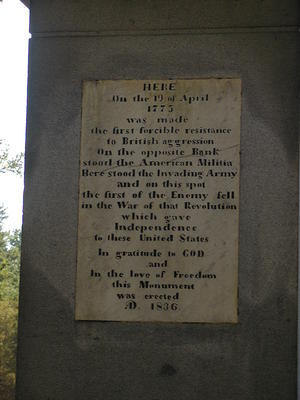 HERE
On the 19 of April
1775
was made
the first forcible resistance
to British aggression
On the opposite Bank
stood the American Militia
Here stood the Invading Army
and on this spot
the first of the Enemy fell
in the War of that Revolution
which gave
Independence
to these United States
In gratitude to GOD
and
In the love of Freedom
this Monument
was erected
AD. 1836.